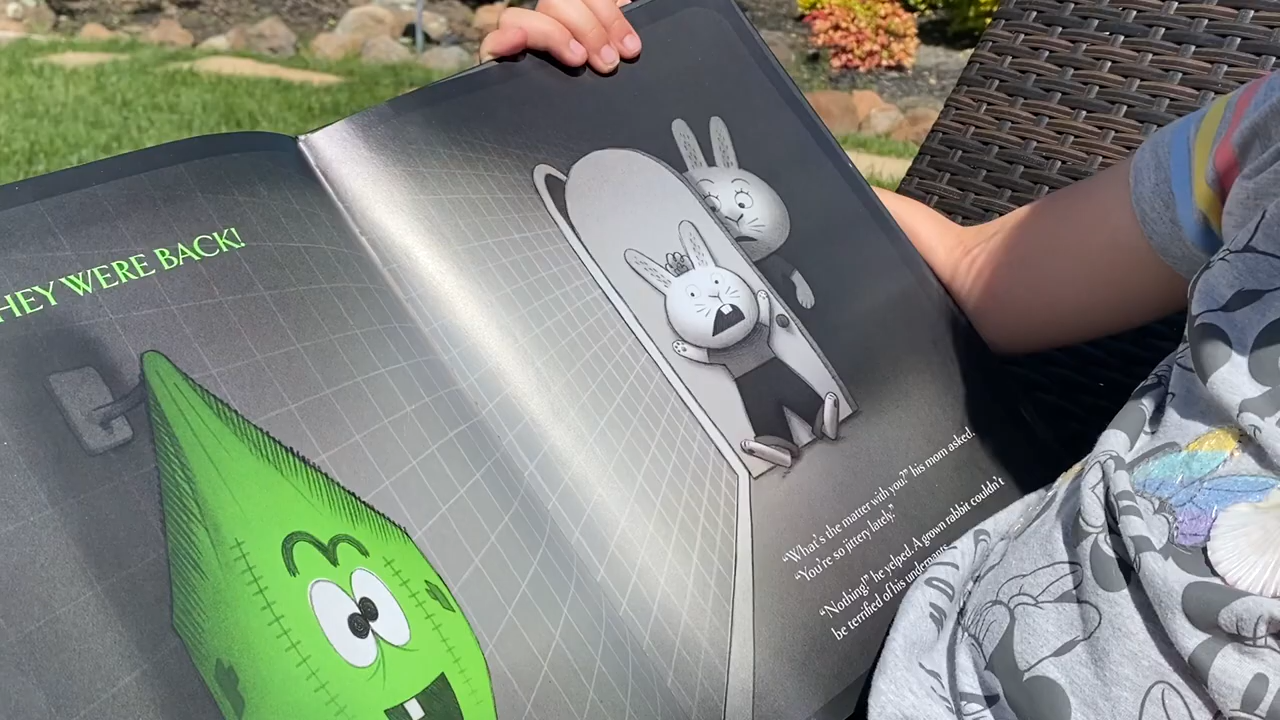 HEY WERE BACK!
"What's the matter with you?" his mom asked.
"You're so jittery lately."
"Nothing!" he yelped. A grown rabbit couldn't
be terrified of his underpants.